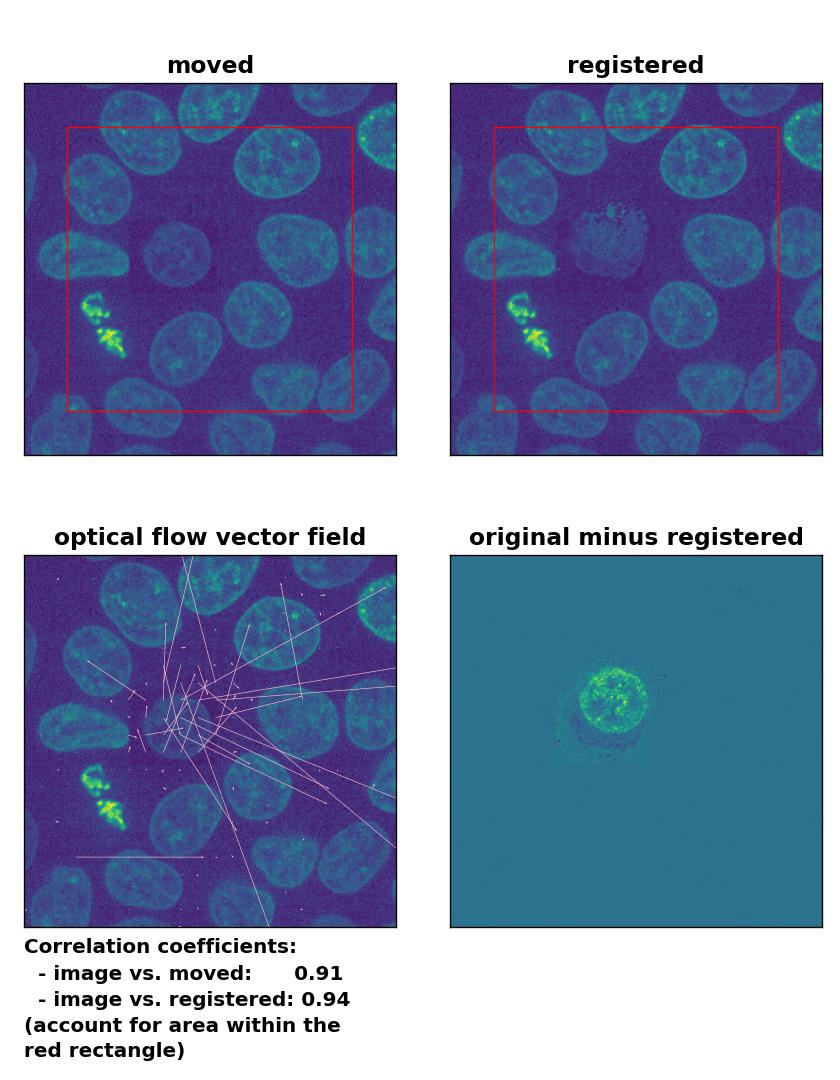 moved
registered
optical flow vector field
original minus registered
Correlation coefficients:
- image vs. moved: 0.91
- image vs. registered: 0.94
(account for area within the
red rectangle)